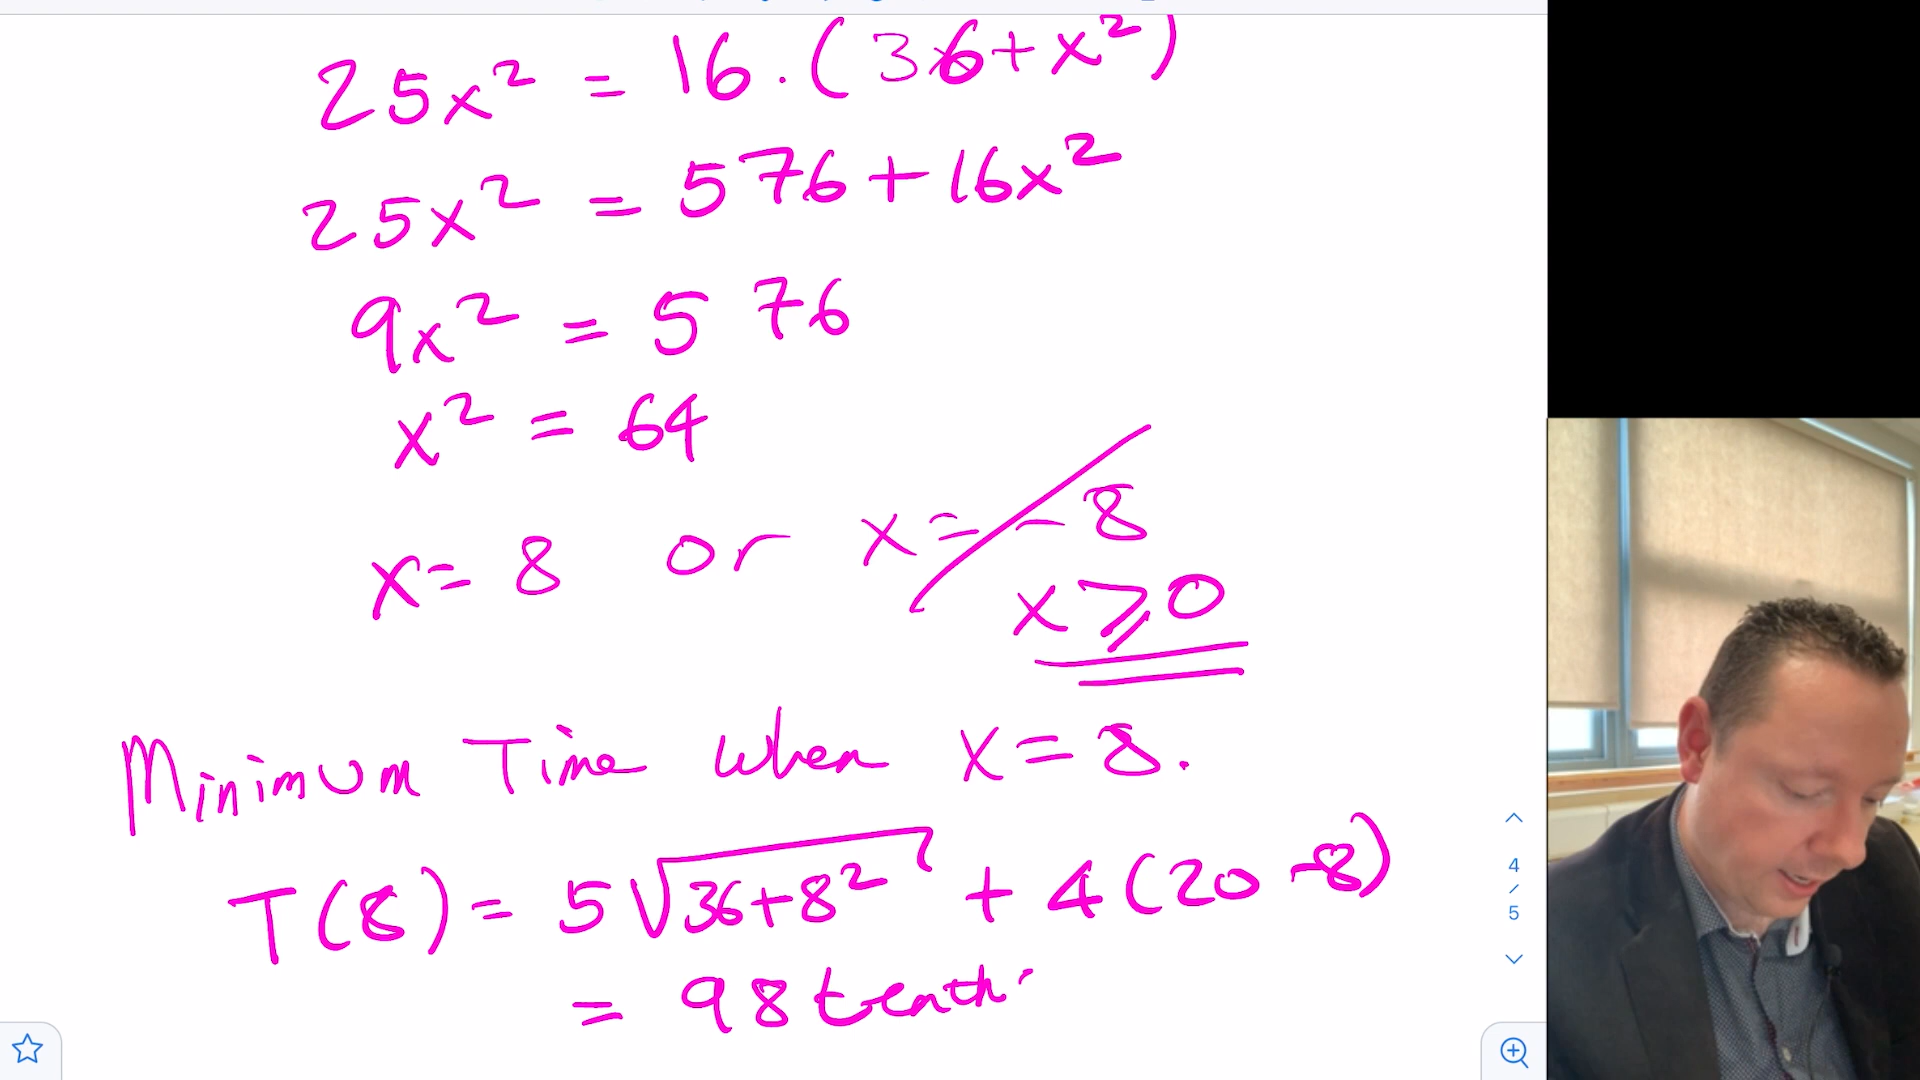 25x² = 16.(36+x²)
25x² = 576+16x²
9x² = 576
x² = 64
x= 8 or x= -8
x ⩾ 0
Minimum Time when x=8.
T(8)= 5√36+8² + 4(20-8)
= 98 tenth
4
5